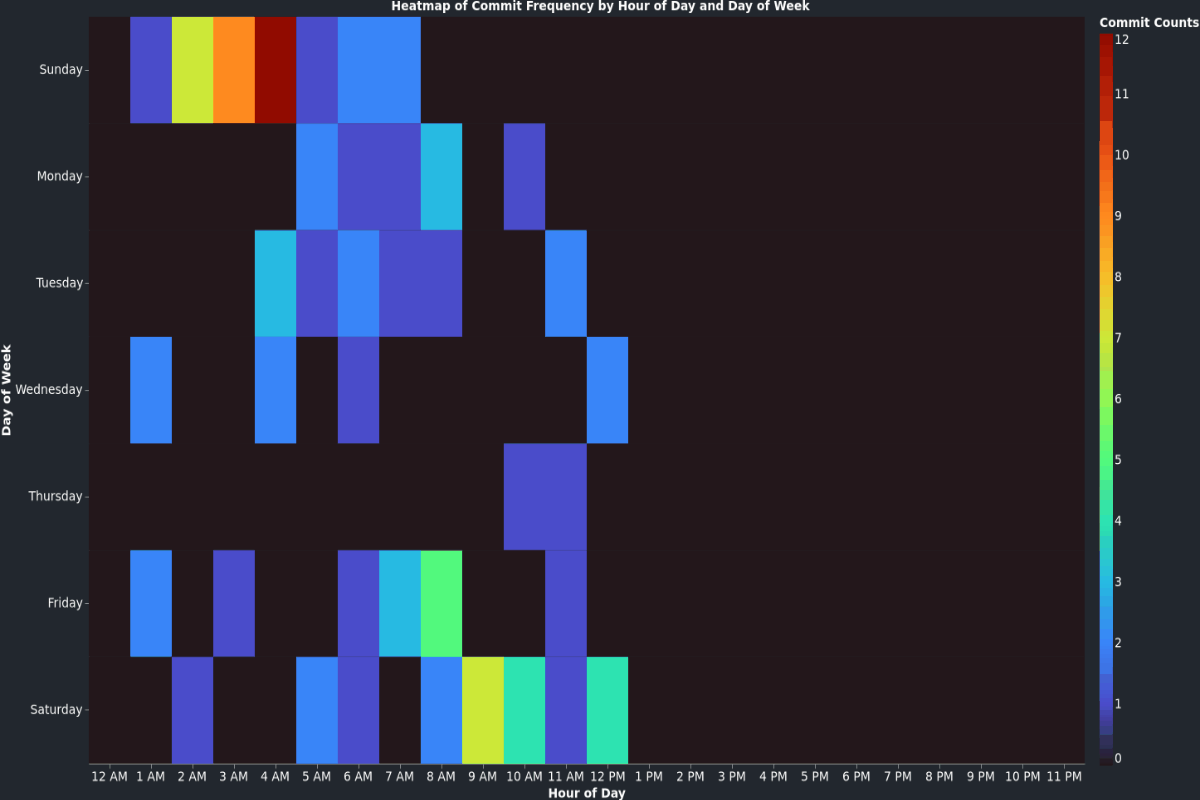 Heatmap of Commit Frequency by Hour of Day and Day of Week
Commit Counts
12
11
10
9
8
7
6
5
4
3
2
1
0
Day of Week
Sunday
Monday
Tuesday
Wednesday
Thursday
Friday
Saturday
12 AM 1 AM 2 AM 3 AM 4 AM 5 AM 6 AM 7 AM 8 AM 9 AM 10 AM 11 AM 12 PM 1 PM 2 PM 3 PM 4 PM 5 PM 6 PM 7 PM 8 PM 9 PM 10 PM 11 PM
Hour of Day